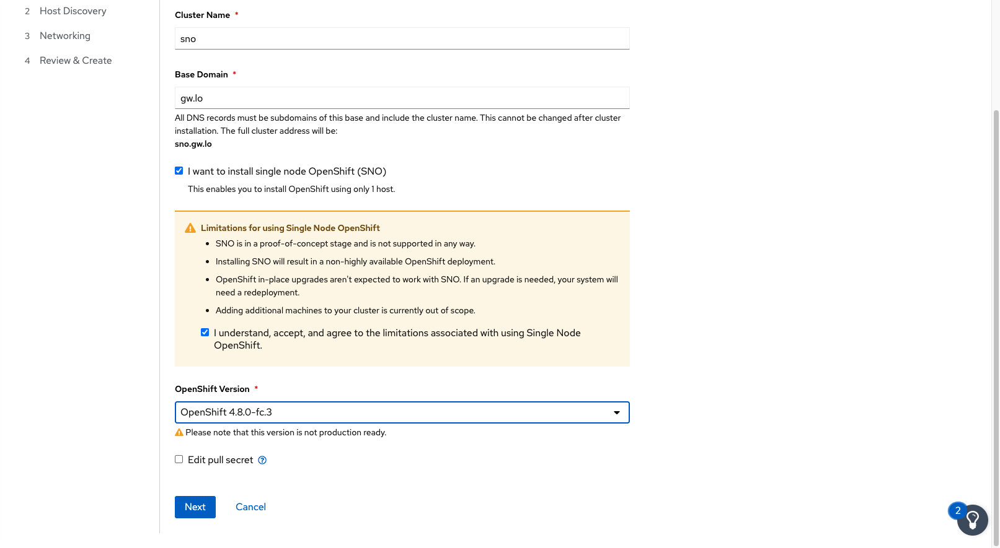 2 Host Discovery
3 Networking
4 Review & Create
Cluster Name *
sno
Base Domain *
gw.lo
All DNS records must be subdomains of this base and include the cluster name. This cannot be changed after cluster
installation. The full cluster address will be:
sno.gw.lo
I want to install single node OpenShift (SNO)
This enables you to install OpenShift using only 1 host.
Limitations for using Single Node OpenShift
• SNO is in a proof-of-concept stage and is not supported in any way.
• Installing SNO will result in a non-highly available OpenShift deployment.
• OpenShift in-place upgrades aren't expected to work with SNO. If an upgrade is needed, your system will
need a redeployment.
• Adding additional machines to your cluster is currently out of scope.
I understand, accept, and agree to the limitations associated with using Single Node
OpenShift.
OpenShift Version *
OpenShift 4.8.0-fc.3
Please note that this version is not production ready.
Edit pull secret
Next Cancel
2